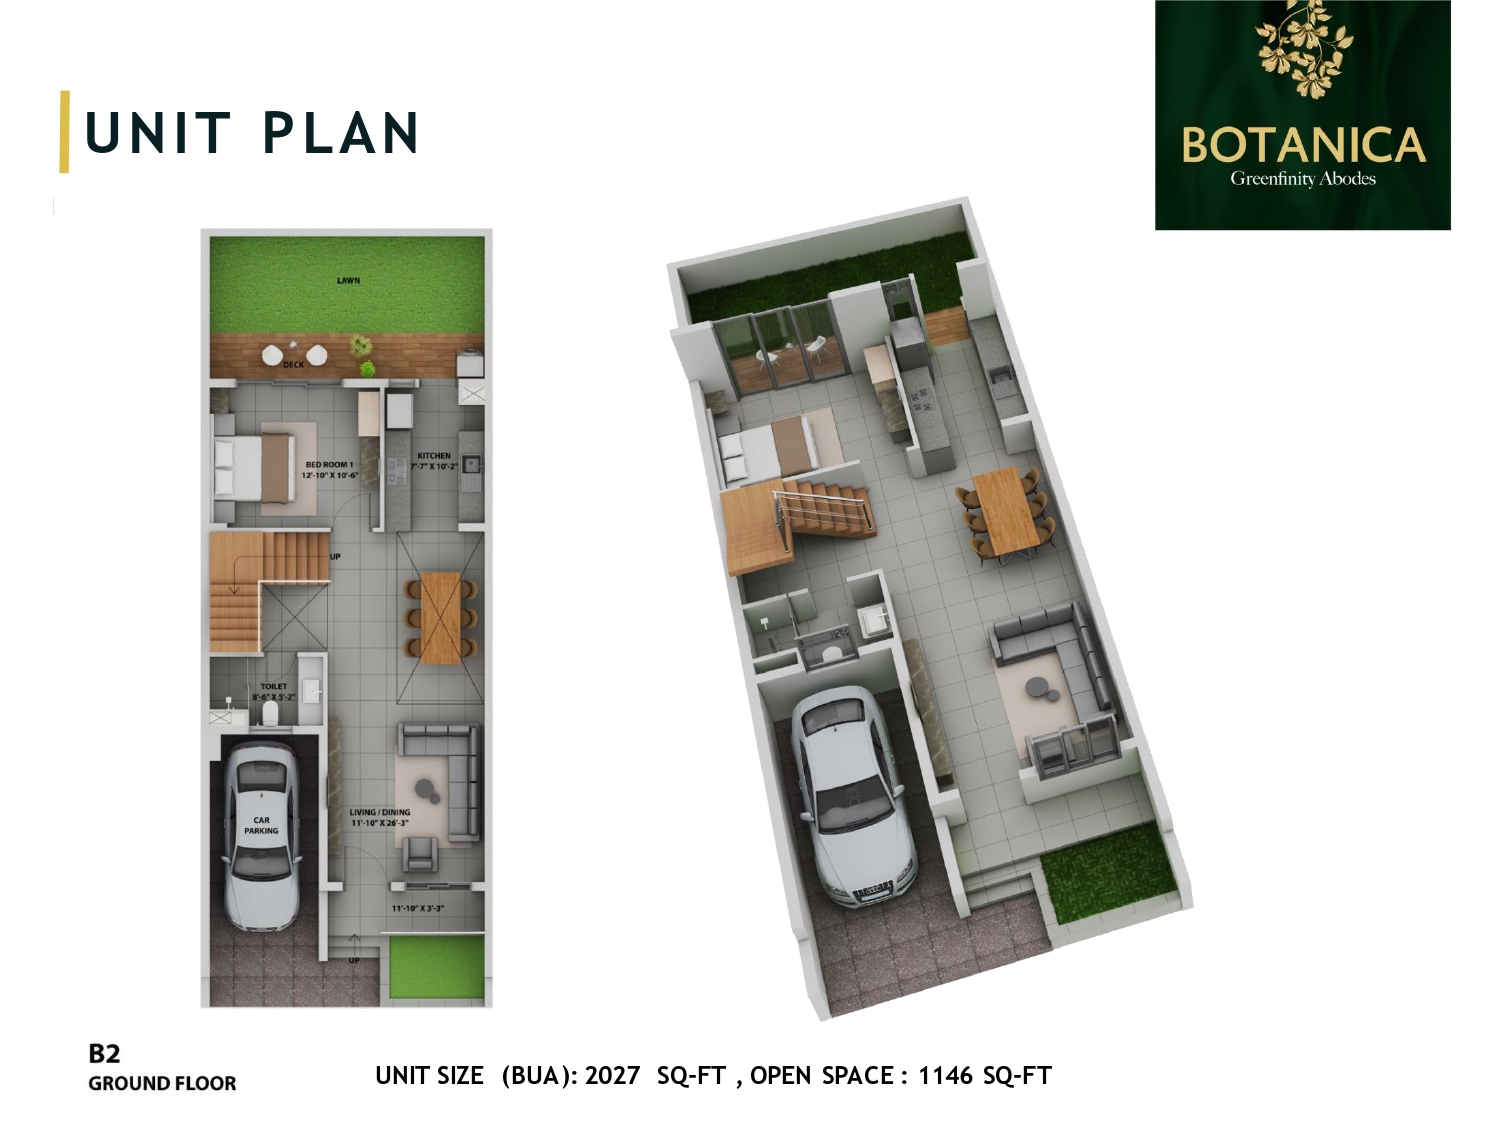 BOTANICA
Greenfinity Abodes
UNIT PLAN
LAWN
DECK
BED ROOM 1
12'-10" X 10'-6"
KITCHEN
7'-7" X 10'-2"
UP
TOILET
8'-6" X 5'-2"
CAR
PARKING
LIVING / DINING
11'-10" X 26'-3"
11'-10" X 3'-3"
UP
B2
GROUND FLOOR
UNIT SIZE (BUA): 2027 SQ-FT , OPEN SPACE : 1146 SQ-FT